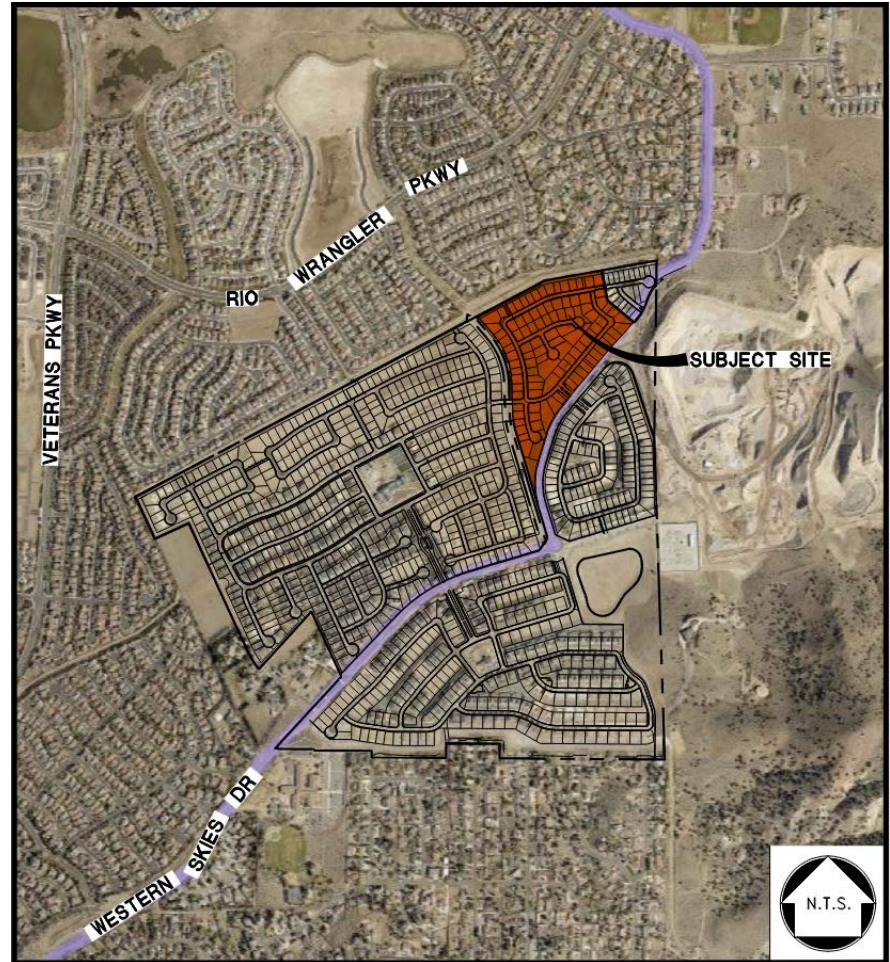 RIO WRANGLER PKWY
VETERANS PKWY
SUBJECT SITE
WESTERN SKIES DR
N.T.S.